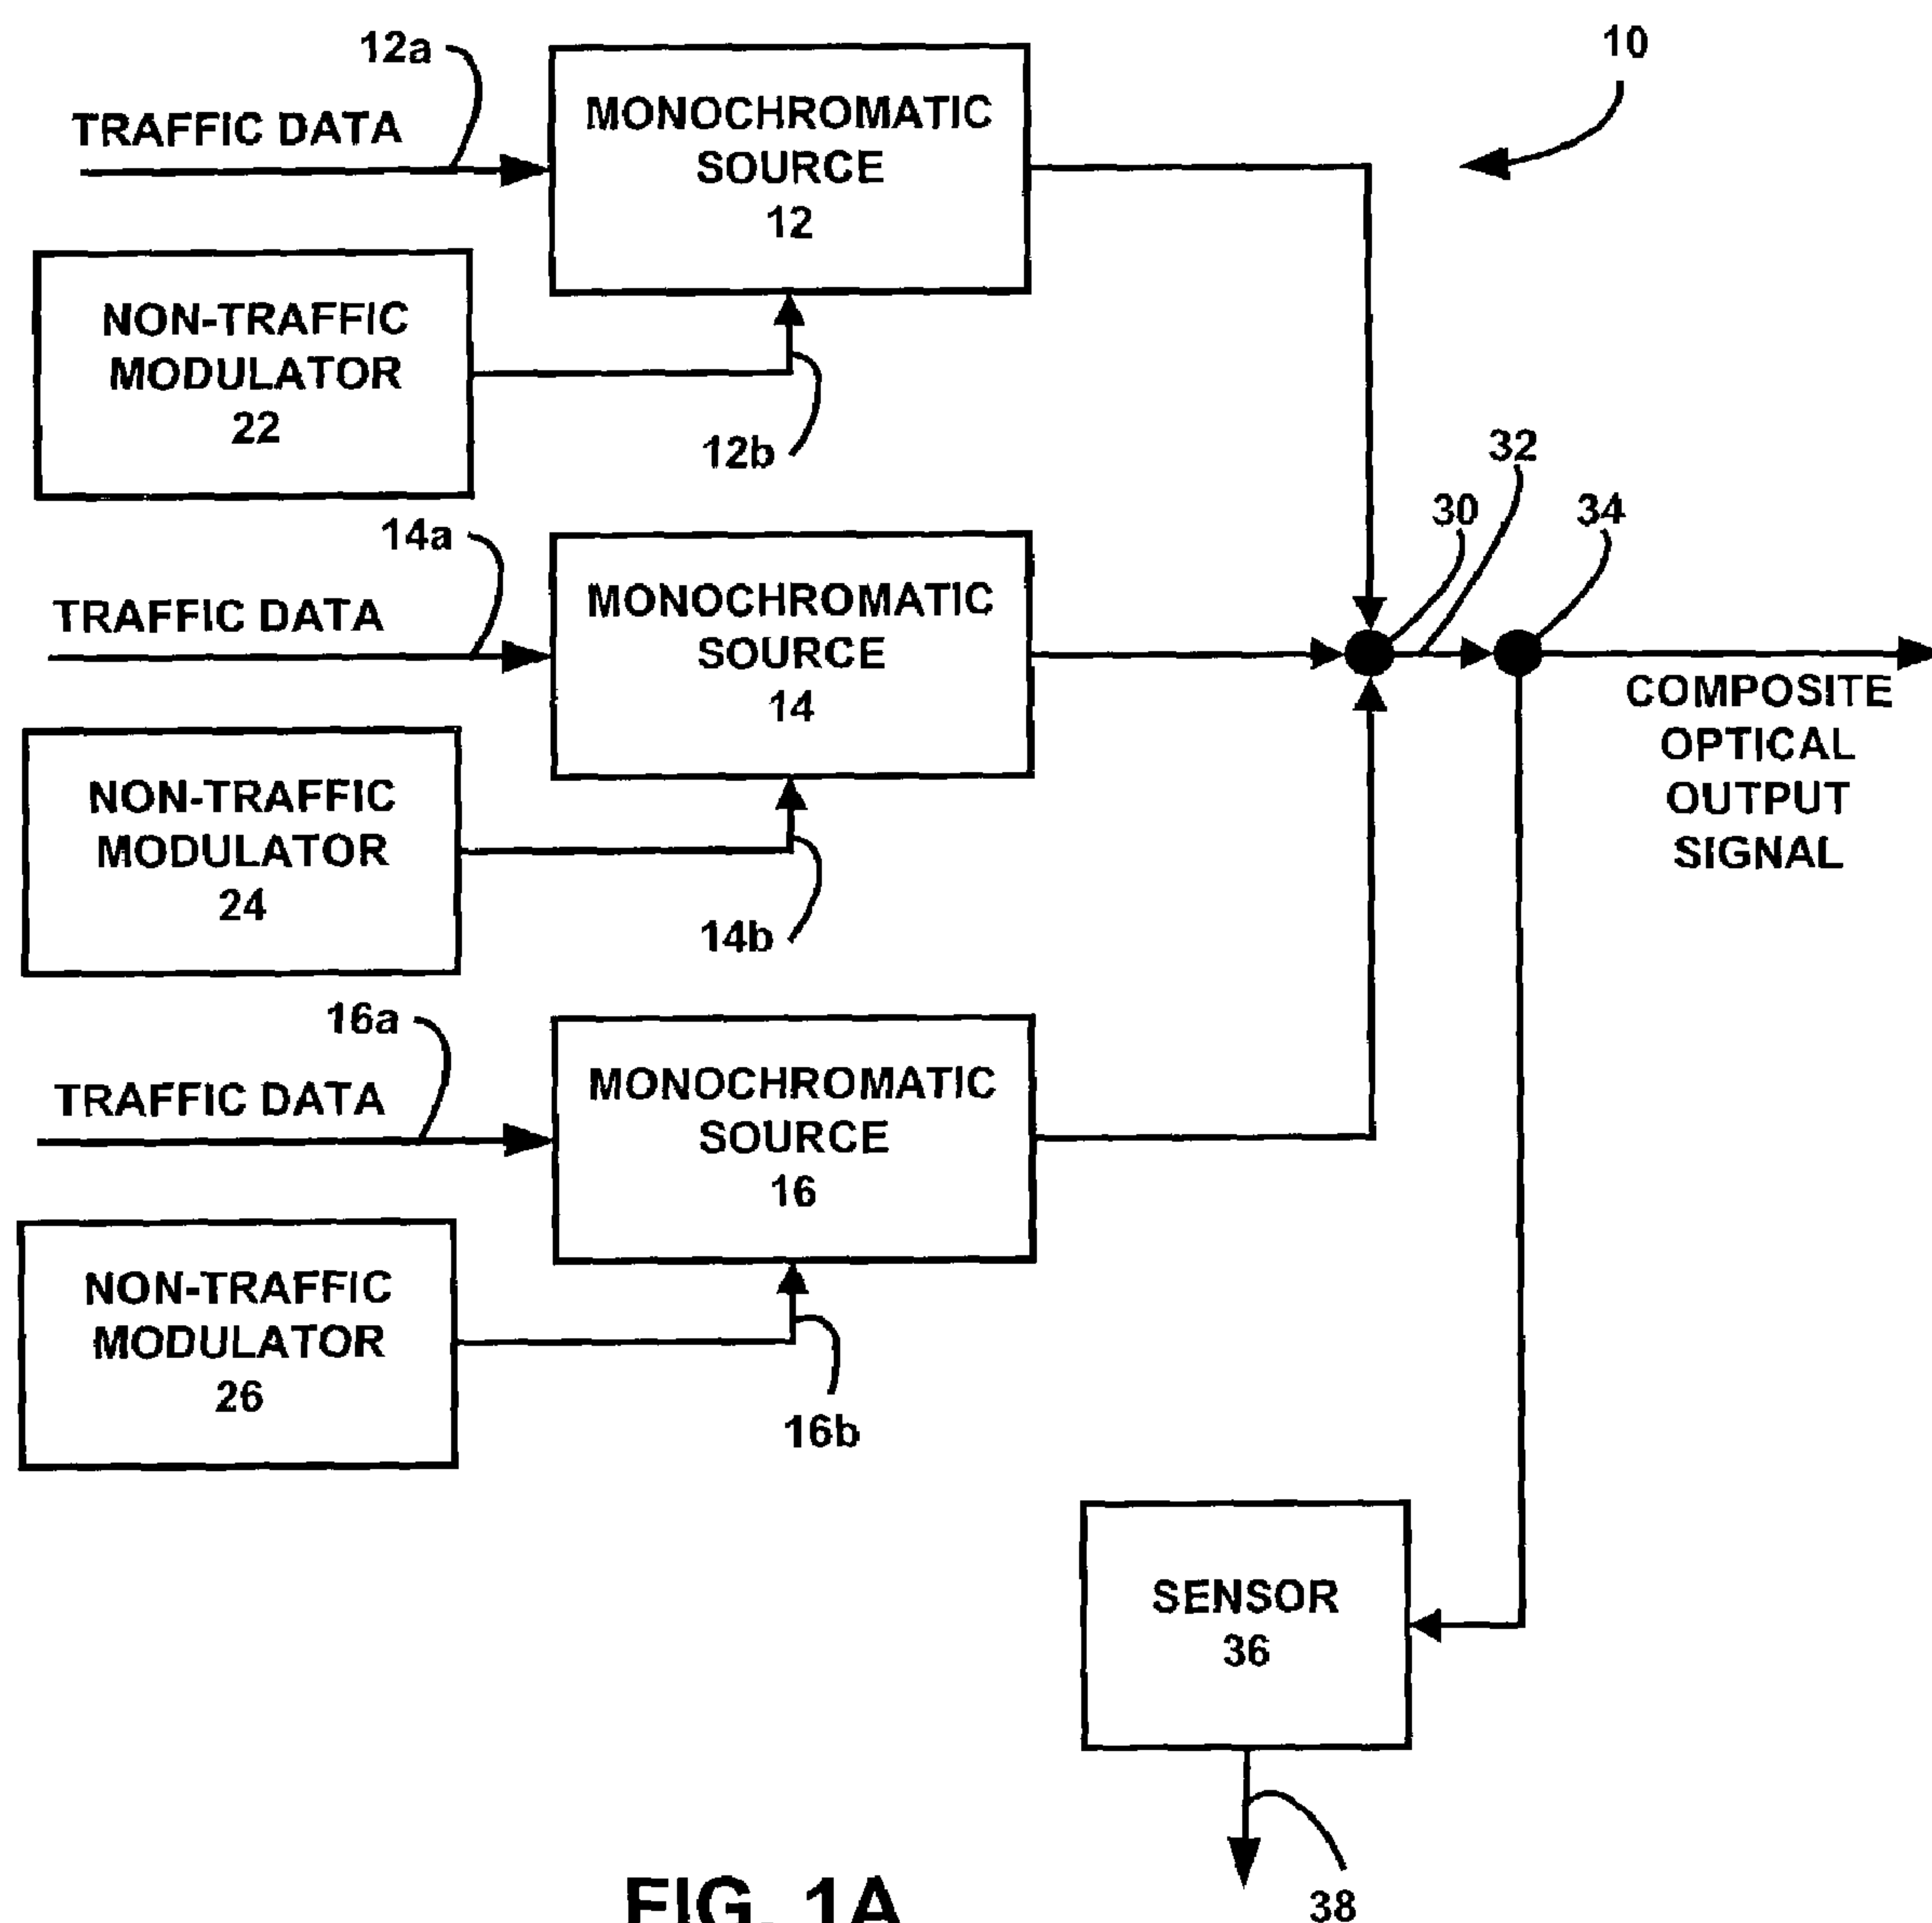 12a
10
TRAFFIC DATA
MONOCHROMATIC
SOURCE
12
NON-TRAFFIC
MODULATOR
22
12b
32
30
34
14a
TRAFFIC DATA
MONOCHROMATIC
SOURCE
14
COMPOSITE
OPTICAL
OUTPUT
SIGNAL
NON-TRAFFIC
MODULATOR
24
14b
16a
TRAFFIC DATA
MONOCHROMATIC
SOURCE
16
NON-TRAFFIC
MODULATOR
26
16b
SENSOR
36
38
FIG. 1A